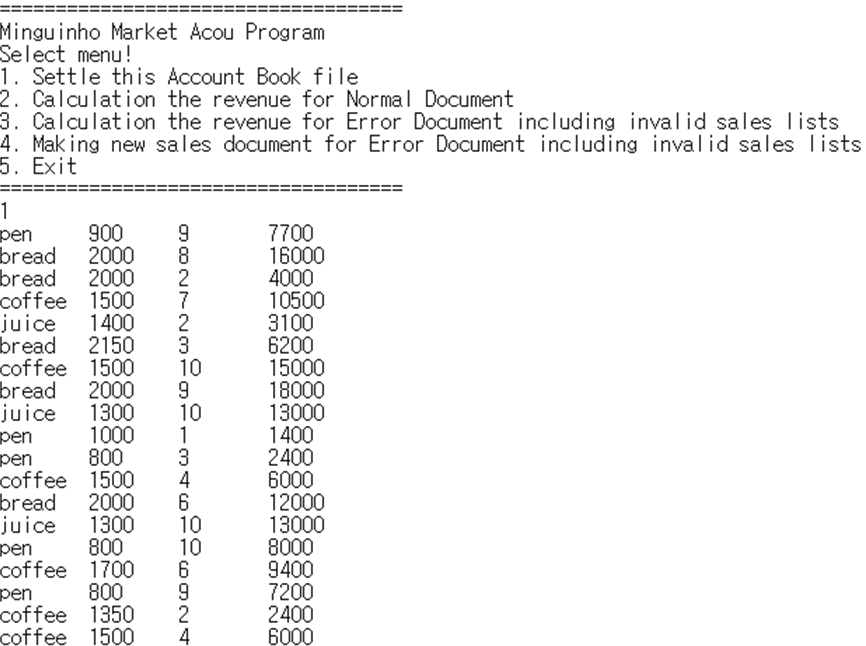 ====================================
Minguinho Market Acou Program
Select menu!
1. Settle this Account Book file
2. Calculation the revenue for Normal Document
3. Calculation the revenue for Error Document including invalid sales lists
4. Making new sales document for Error Document including invalid sales lists
5. Exit
====================================
1
pen 900 9 7700
bread 2000 8 16000
bread 2000 2 4000
coffee 1500 7 10500
juice 1400 2 3100
bread 2150 3 6200
coffee 1500 10 15000
bread 2000 9 18000
juice 1300 10 13000
pen 1000 1 1400
pen 800 3 2400
coffee 1500 4 6000
bread 2000 6 12000
juice 1300 10 13000
pen 800 10 8000
coffee 1700 6 9400
pen 800 9 7200
coffee 1350 2 2400
coffee 1500 4 6000